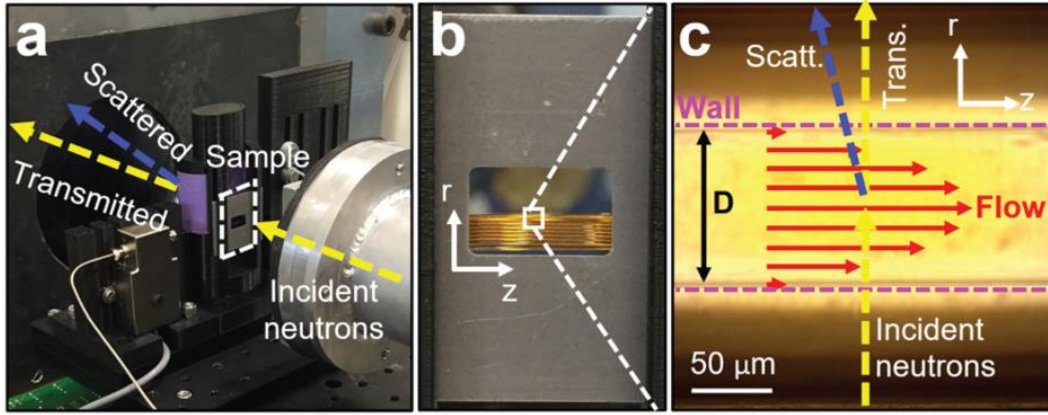 a
Scattered
Transmitted
Sample
Incident
neutrons
b
r
z
c
Scatt.
Trans.
r
z
Wall
D
Flow
Incident
neutrons
50 μm